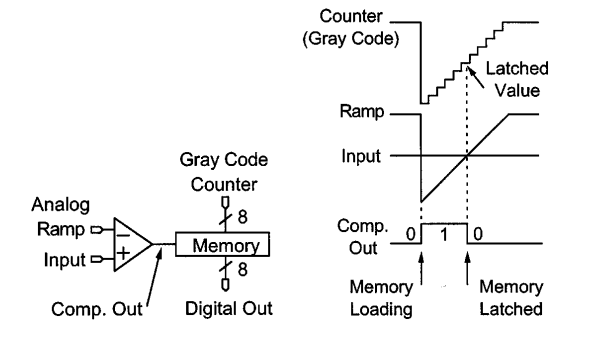 Counter
(Gray Code)
Latched
Value
Ramp
Input
Comp.
Out
0
1
0
Memory
Loading
Memory
Latched
Gray Code
Counter
8
Analog
Ramp
Input
−
+
Memory
8
Comp. Out
Digital Out